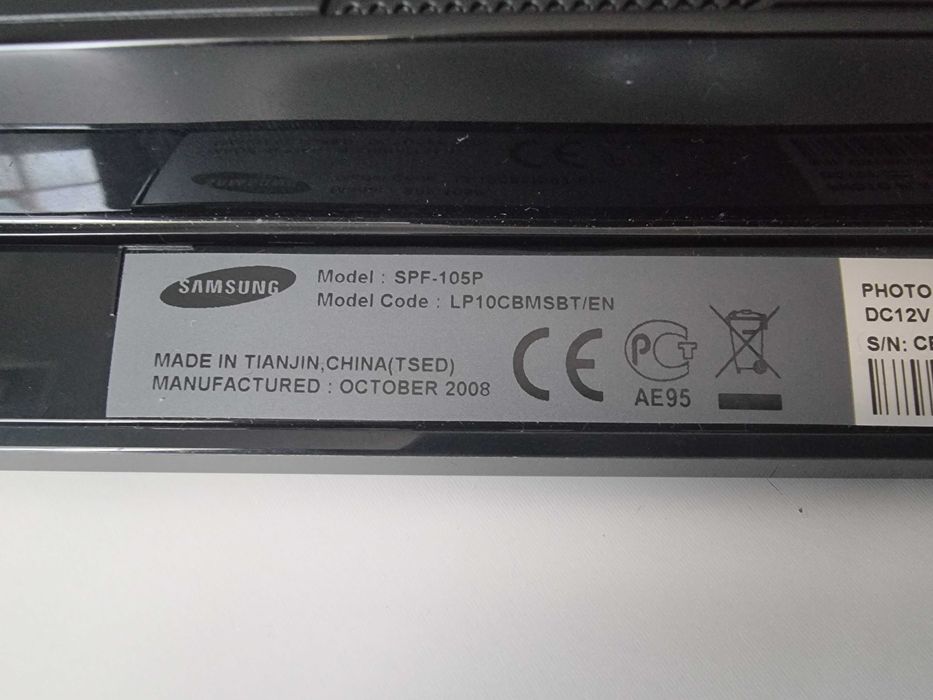 SAMSUNG
Model : SPF-105P
Model Code : LP10CBMSBT/EN
MADE IN TIANJIN,CHINA(TSED)
MANUFACTURED : OCTOBER 2008
CE
PCT
AE95
PHOTO
DC12V
S/N: